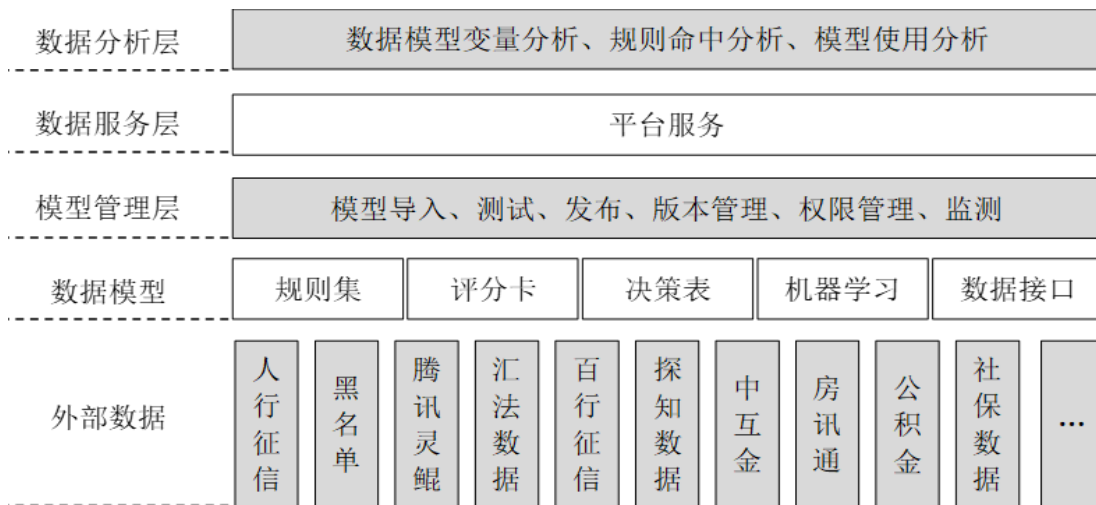 数据分析层
数据模型变量分析、规则命中分析、模型使用分析
数据服务层
平台服务
模型管理层
模型导入、测试、发布、版本管理、权限管理、监测
数据模型
规则集
评分卡
决策表
机器学习
数据接口
外部数据
人行征信
黑名单
腾讯灵鲲
汇法数据
百行征信
探知数据
中互金
房讯通
公积金
社保数据
...